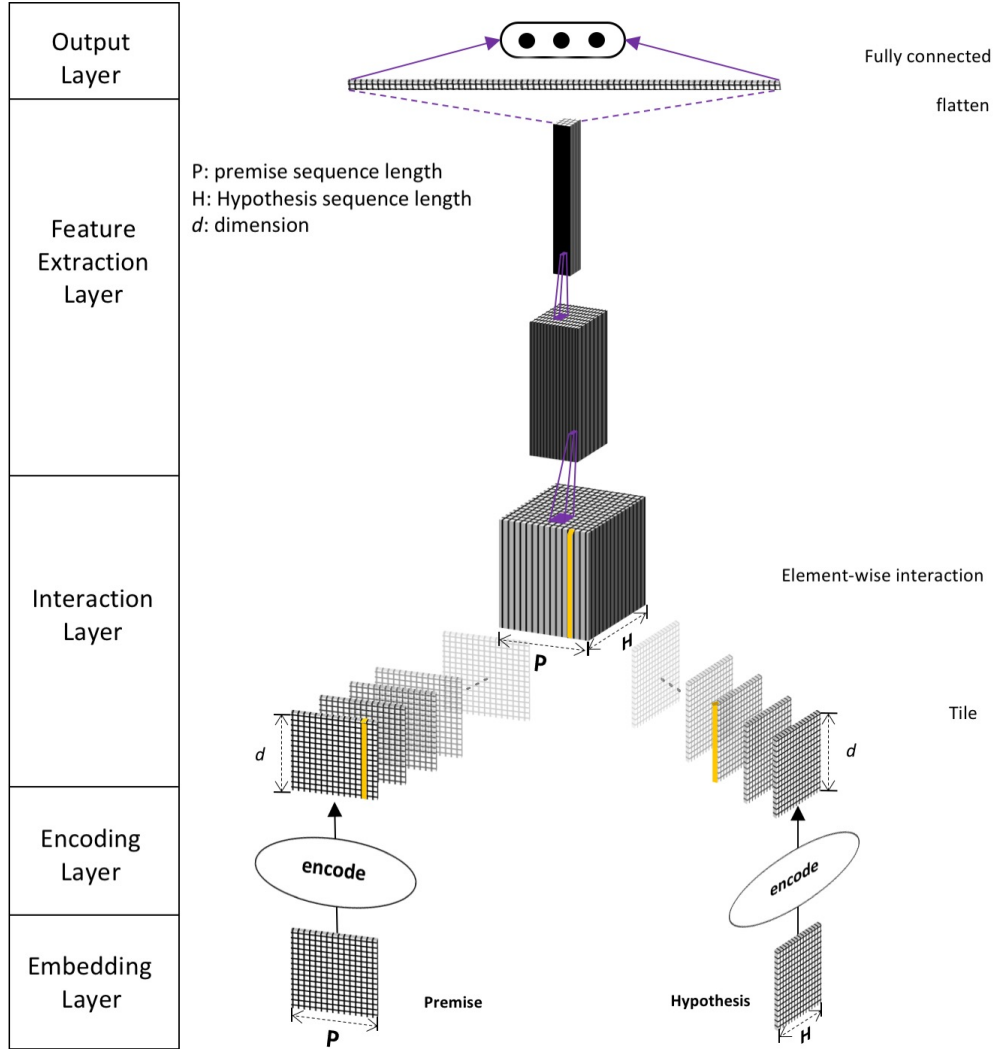 Output
Layer
Fully connected
flatten
P: premise sequence length
H: Hypothesis sequence length
d: dimension
Feature
Extraction
Layer
Element-wise interaction
Interaction
Layer
P
H
Tile
d
d
Encoding
Layer
encode
encode
Embedding
Layer
Premise
Hypothesis
P
H